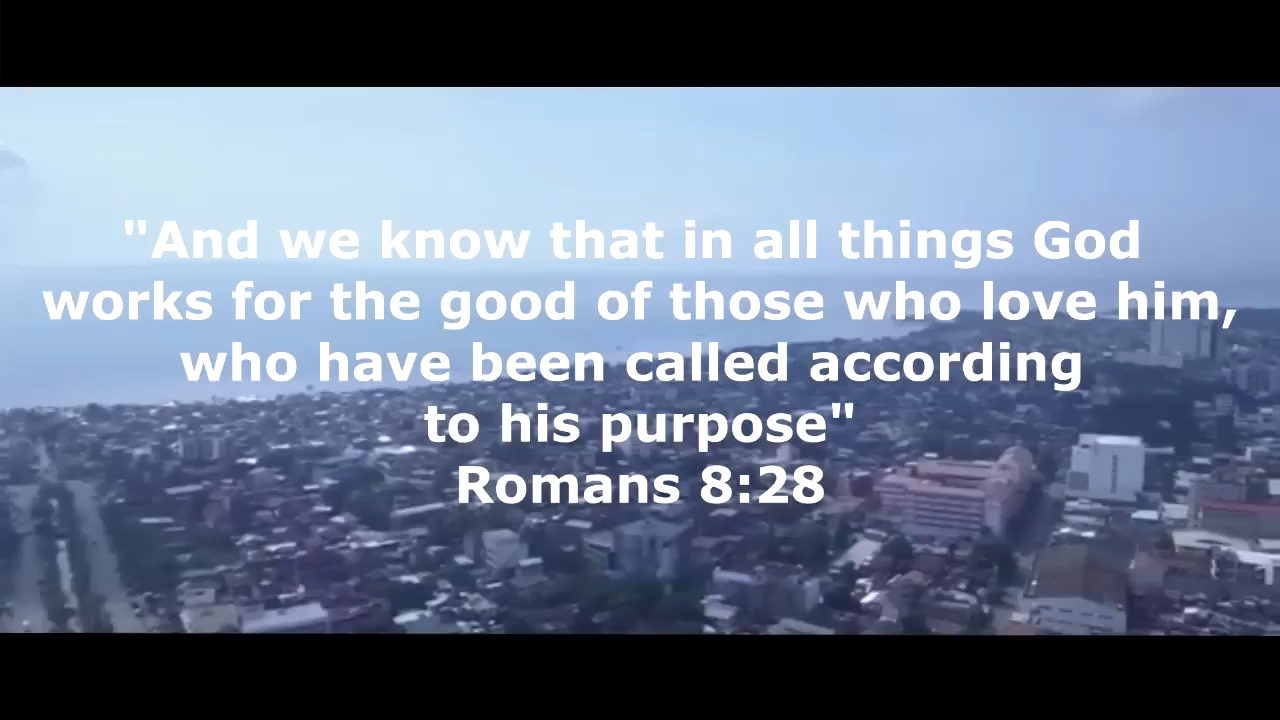 "And we know that in all things God
works for the good of those who love him,
who have been called according
to his purpose"
Romans 8:28